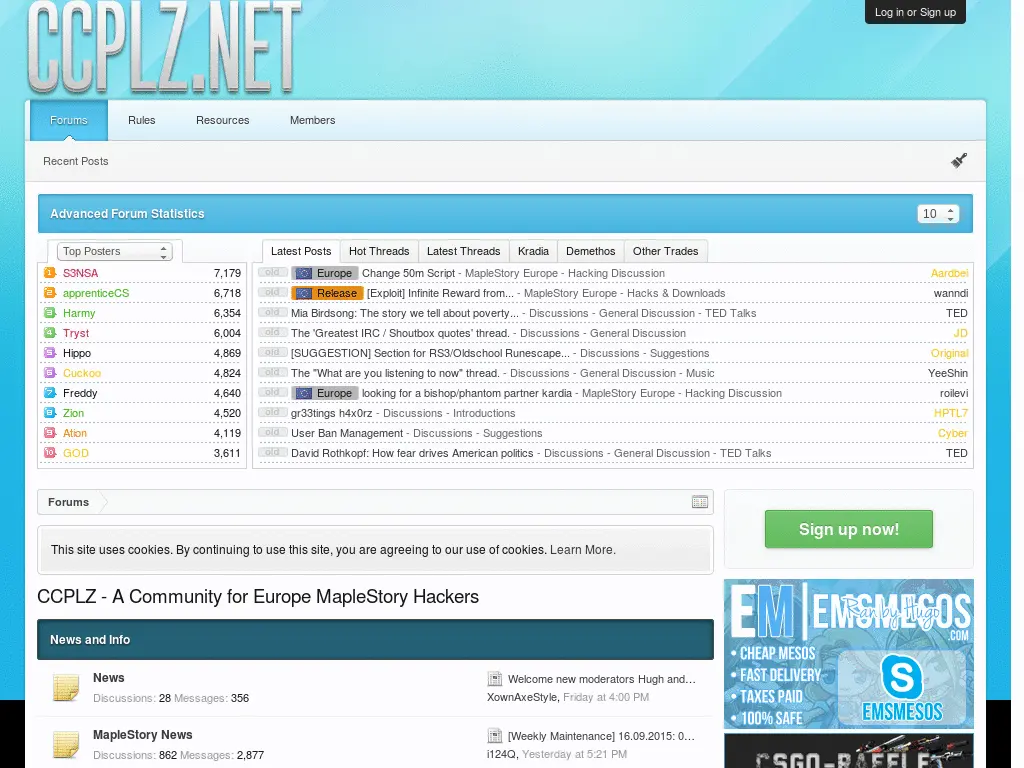 CCPLZ.NET
Log in or Sign up
Forums Rules Resources Members
Recent Posts
Advanced Forum Statistics 10
Top Posters
1 S3NSA 7,179
2 apprenticeCS 6,718
3 Harmy 6,354
4 Tryst 6,004
5 Hippo 4,869
6 Cuckoo 4,824
7 Freddy 4,640
8 Zion 4,520
9 Ation 4,119
10 GOD 3,611
Latest Posts Hot Threads Latest Threads Kradia Demethos Other Trades
old Europe Change 50m Script - MapleStory Europe - Hacking Discussion Aardbel
old Release [Exploit] Infinite Reward from... - MapleStory Europe - Hacks & Downloads wanndi
old Mia Birdsong: The story we tell about poverty... - Discussions - General Discussion - TED Talks TED
old The 'Greatest IRC / Shoutbox quotes' thread. - Discussions - General Discussion JD
old [SUGGESTION] Section for RS3/Oldschool Runescape... - Discussions - Suggestions Original
old The "What are you listening to now" thread. - Discussions - General Discussion - Music YeeShin
old Europe looking for a bishop/phantom partner kardia - MapleStory Europe - Hacking Discussion roilevi
old gr33tings h4x0rz - Discussions - Introductions HPTL7
old User Ban Management - Discussions - Suggestions Cyber
old David Rothkopf: How fear drives American politics - Discussions - General Discussion - TED Talks TED
Forums
This site uses cookies. By continuing to use this site, you are agreeing to our use of cookies. Learn More.
CCPLZ - A Community for Europe MapleStory Hackers
News and Info
News
Discussions: 28 Messages: 356
Welcome new moderators Hugh and...
XownAxeStyle, Friday at 4:00 PM
MapleStory News
Discussions: 862 Messages: 2,877
[Weekly Maintenance] 16.09.2015: 0...
i124Q, Yesterday at 5:21 PM
Sign up now!
EM EMSMESOS
Ran by Hugo
.COM
• CHEAP MESOS
• FAST DELIVERY
• TAXES PAID
• 100% SAFE
S
EMSMESOS
CSGO-RAFFLE